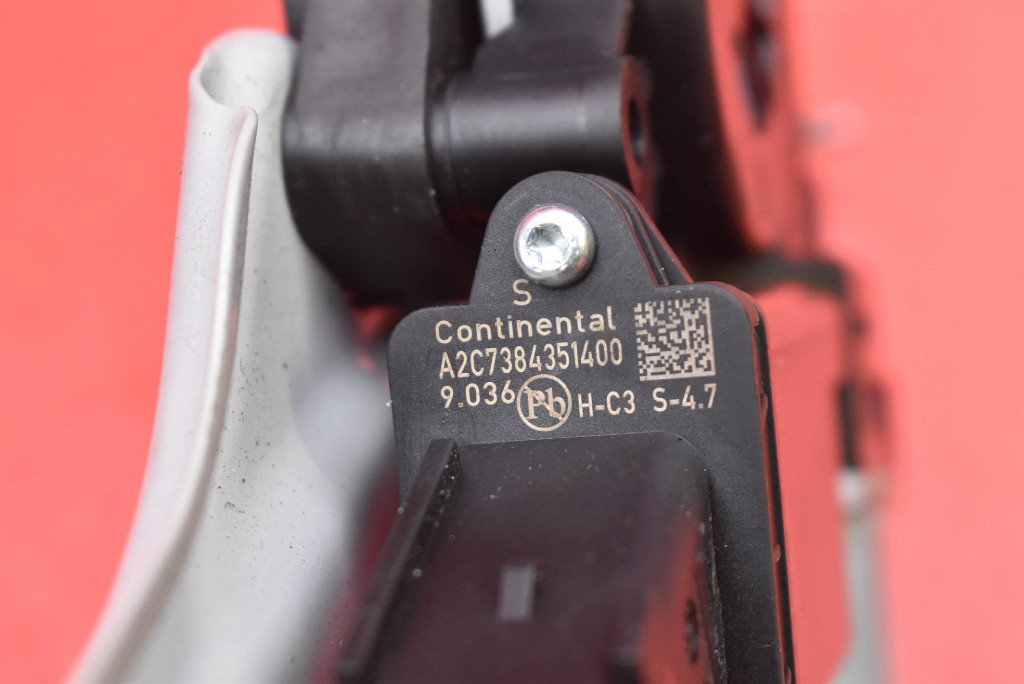 S
Continental
A2C7384351400
9.036 Pb H-C3 S-4.7